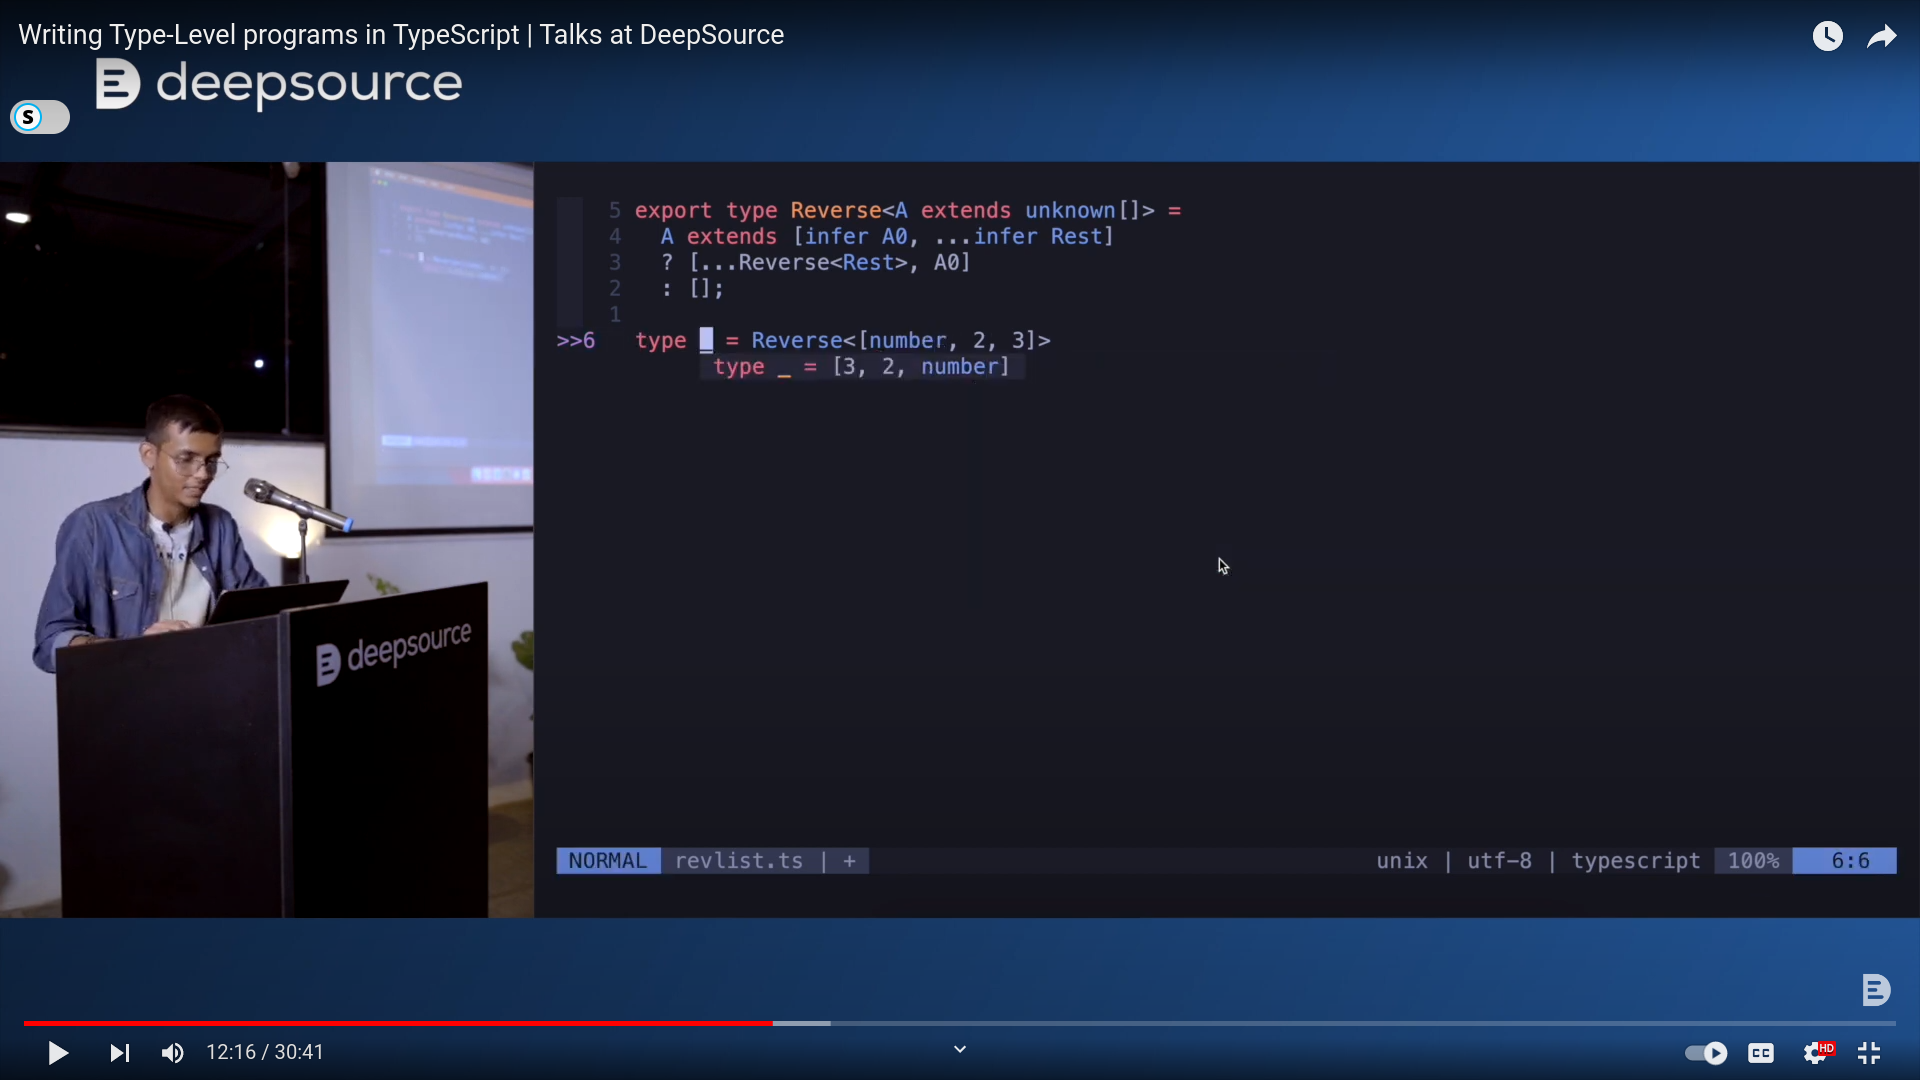 Writing Type-Level programs in TypeScript | Talks at DeepSource
deepsource
S
5 export type Reverse<A extends unknown[]> =
4 A extends [infer A0, ...infer Rest]
3 ? [...Reverse<Rest>, A0]
2 : [];
1
>>6 type _ = Reverse<[number, 2, 3]>
type _ = [3, 2, number]
deepsource
NORMAL revlist.ts | + unix | utf-8 | typescript 100% 6:6
12:16 / 30:41
CC
HD